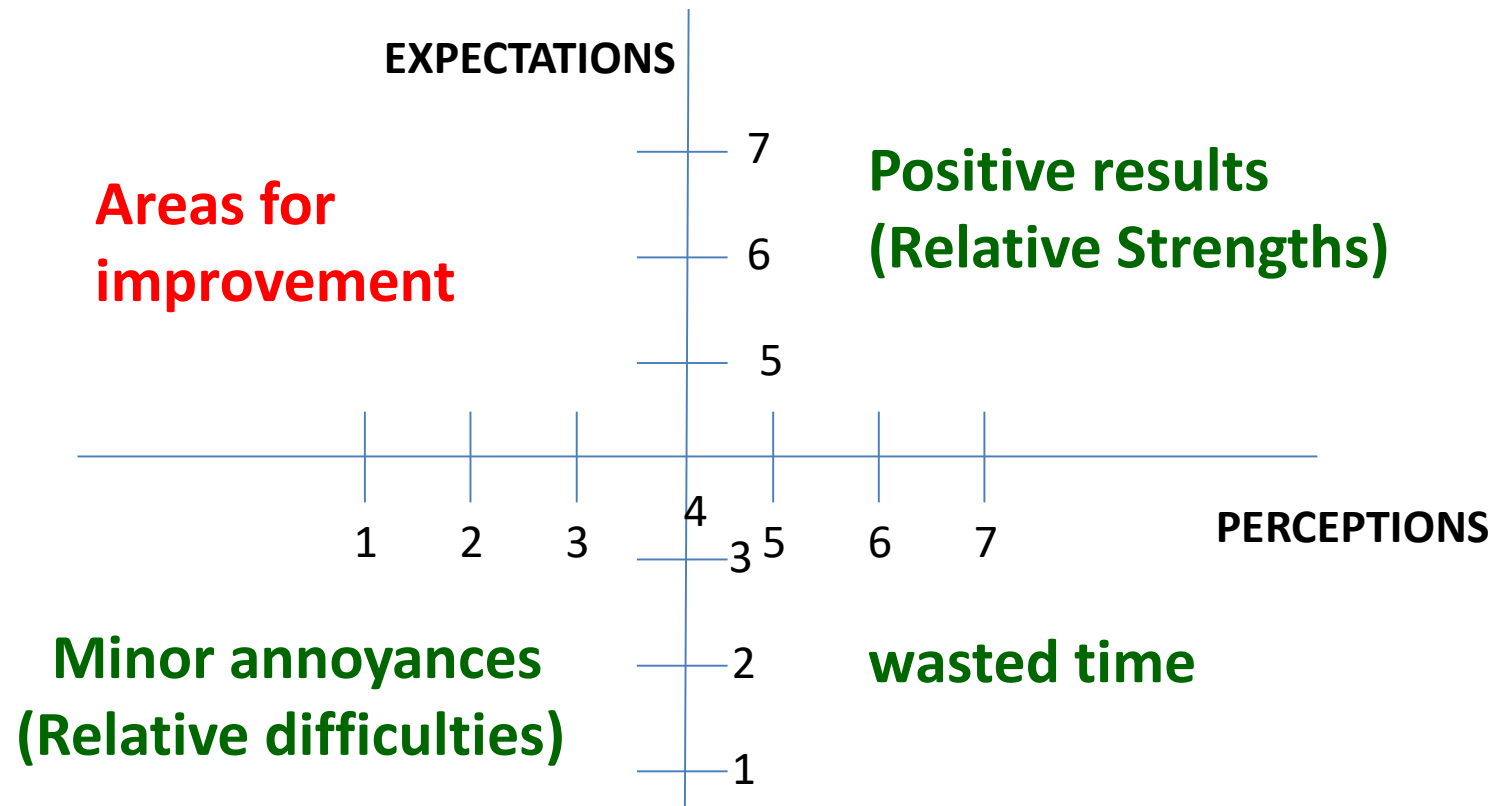 EXPECTATIONS
7
Positive results
(Relative Strengths)
Areas for
improvement
6
5
4
1 2 3 5 6 7
PERCEPTIONS
3
Minor annoyances
(Relative difficulties)
2
wasted time
1